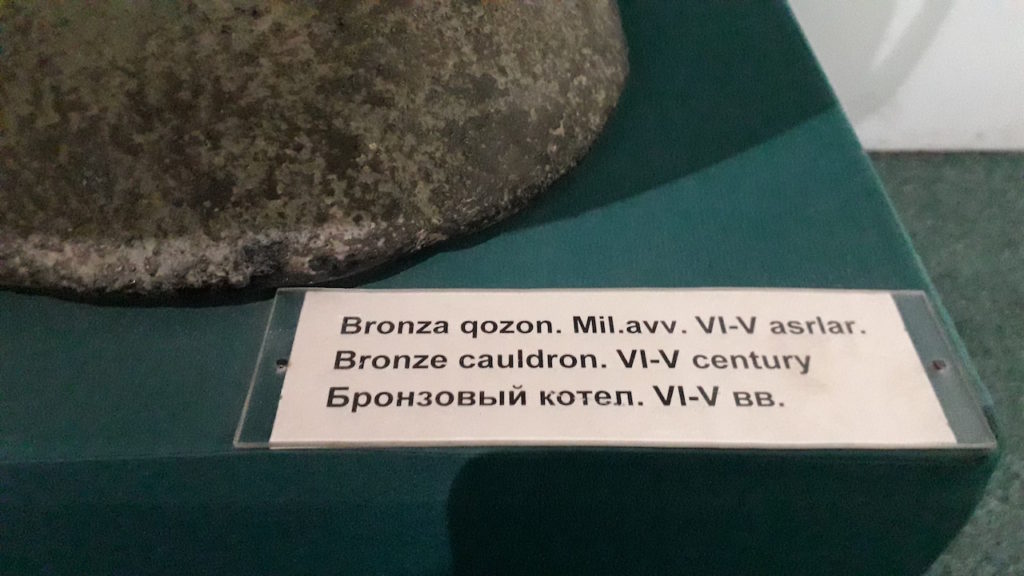 Bronza qozon. Mil.avv. VI-V asrlar.
Bronze cauldron. VI-V century
Бронзовый котел. VI-V вв.